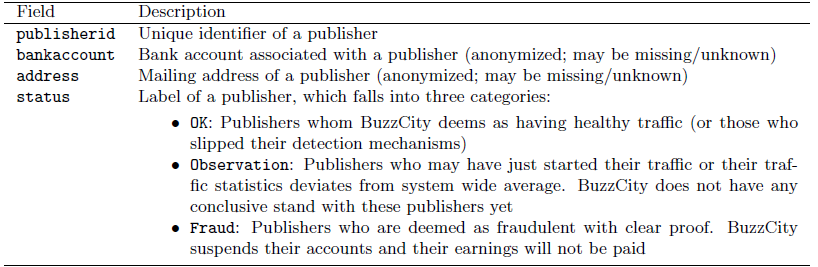 Field Description
publisherid Unique identifier of a publisher
bankaccount Bank account associated with a publisher (anonymized; may be missing/unknown)
address Mailing address of a publisher (anonymized; may be missing/unknown)
status Label of a publisher, which falls into three categories:
• OK: Publishers whom BuzzCity deems as having healthy traffic (or those who
slipped their detection mechanisms)
• Observation: Publishers who may have just started their traffic or their traf-
fic statistics deviates from system wide average. BuzzCity does not have any
conclusive stand with these publishers yet
• Fraud: Publishers who are deemed as fraudulent with clear proof. BuzzCity
suspends their accounts and their earnings will not be paid